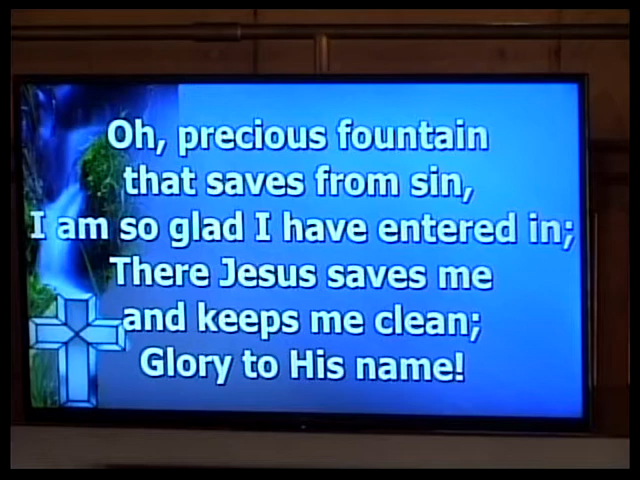 Oh, precious fountain
that saves from sin,
I am so glad I have entered in;
There Jesus saves me
and keeps me clean;
Glory to His name!